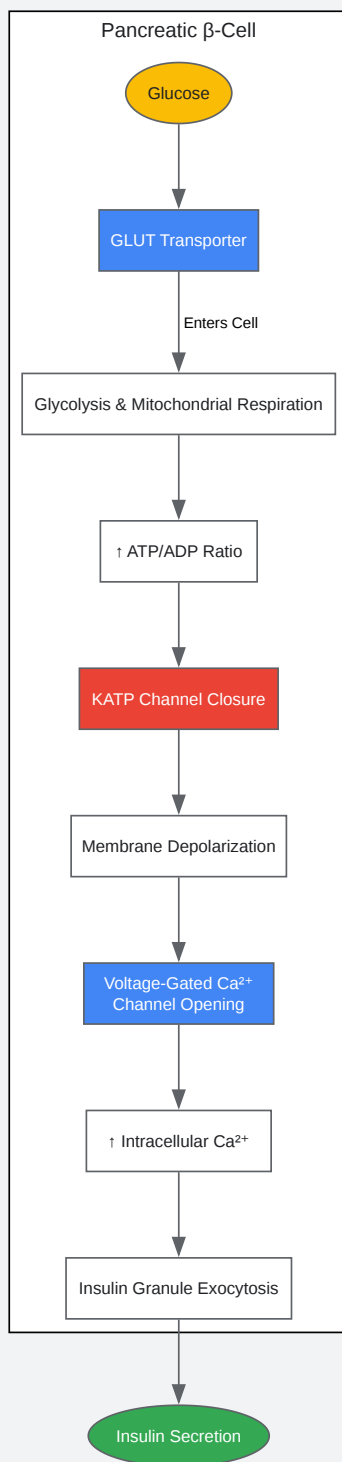 Pancreatic β-Cell
Glucose
GLUT Transporter
Enters Cell
Glycolysis & Mitochondrial Respiration
↑ ATP/ADP Ratio
KATP Channel Closure
Membrane Depolarization
Voltage-Gated Ca²⁺
Channel Opening
↑ Intracellular Ca²⁺
Insulin Granule Exocytosis
Insulin Secretion